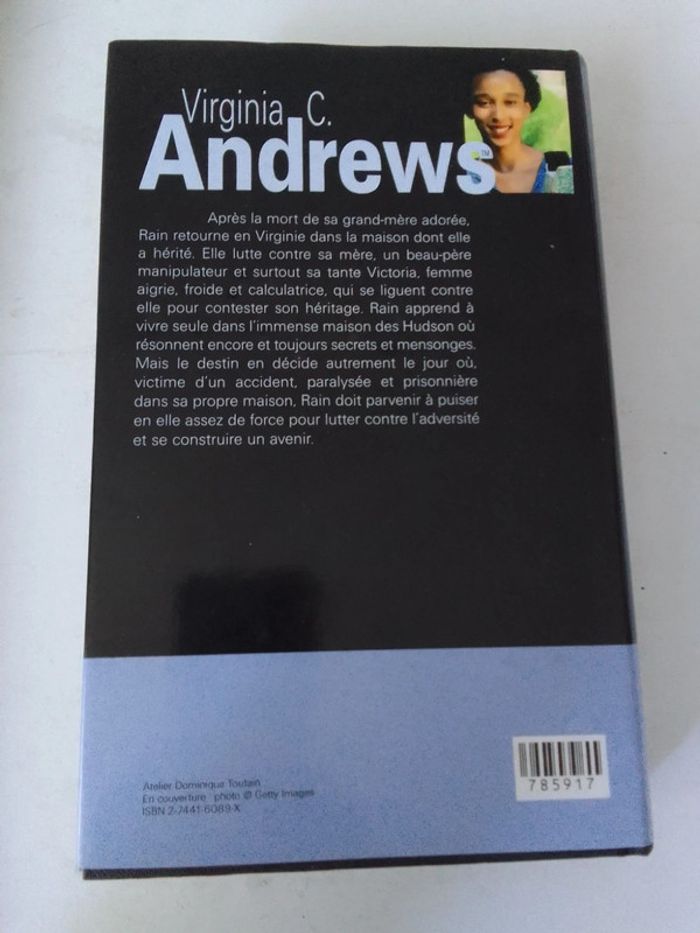 Virginia C.
Andrews™
Après la mort de sa grand-mère adorée,
Rain retourne en Virginie dans la maison dont elle
a hérité. Elle lutte contre sa mère, un beau-père
manipulateur et surtout sa tante Victoria, femme
aigrie, froide et calculatrice, qui se liguent contre
elle pour contester son héritage. Rain apprend à
vivre seule dans l'immense maison des Hudson où
résonnent encore et toujours secrets et mensonges.
Mais le destin en décide autrement le jour où,
victime d'un accident, paralysée et prisonnière
dans sa propre maison, Rain doit parvenir à puiser
en elle assez de force pour lutter contre l'adversité
et se construire un avenir.
Atelier Dominique Toutain
En couverture : photo © Getty Images
ISBN 2-7441-6089-X
785917